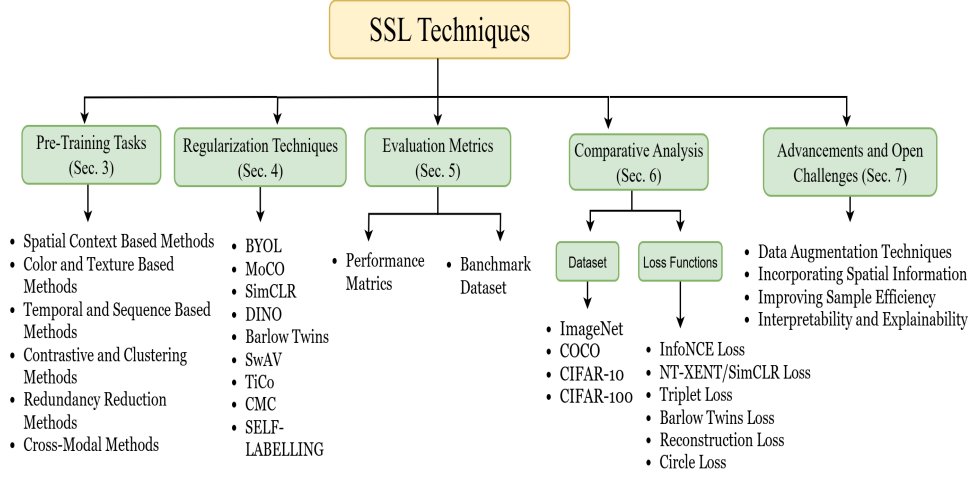 SSL Techniques
Pre-Training Tasks
(Sec. 3)
• Spatial Context Based Methods
• Color and Texture Based
Methods
• Temporal and Sequence Based
Methods
• Contrastive and Clustering
Methods
• Redundancy Reduction
Methods
• Cross-Modal Methods
Regularization Techniques
(Sec. 4)
• BYOL
• MoCO
• SimCLR
• DINO
• Barlow Twins
• SwAV
• TiCo
• CMC
• SELF-
LABELLING
Evaluation Metrics
(Sec. 5)
• Performance
Metrics
• Banchmark
Dataset
Comparative Analysis
(Sec. 6)
Dataset
• ImageNet
• COCO
• CIFAR-10
• CIFAR-100
Loss Functions
• InfoNCE Loss
• NT-XENT/SimCLR Loss
• Triplet Loss
• Barlow Twins Loss
• Reconstruction Loss
• Circle Loss
Advancements and Open
Challenges (Sec. 7)
• Data Augmentation Techniques
• Incorporating Spatial Information
• Improving Sample Efficiency
• Interpretability and Explainability